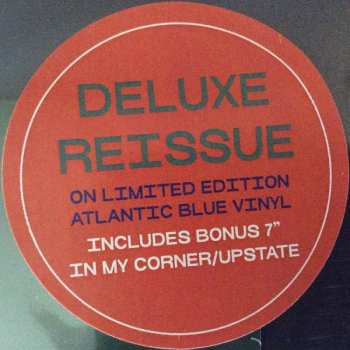 DELUXE
REISSUE
ON LIMITED EDITION
ATLANTIC BLUE VINYL
INCLUDES BONUS 7"
IN MY CORNER/UPSTATE